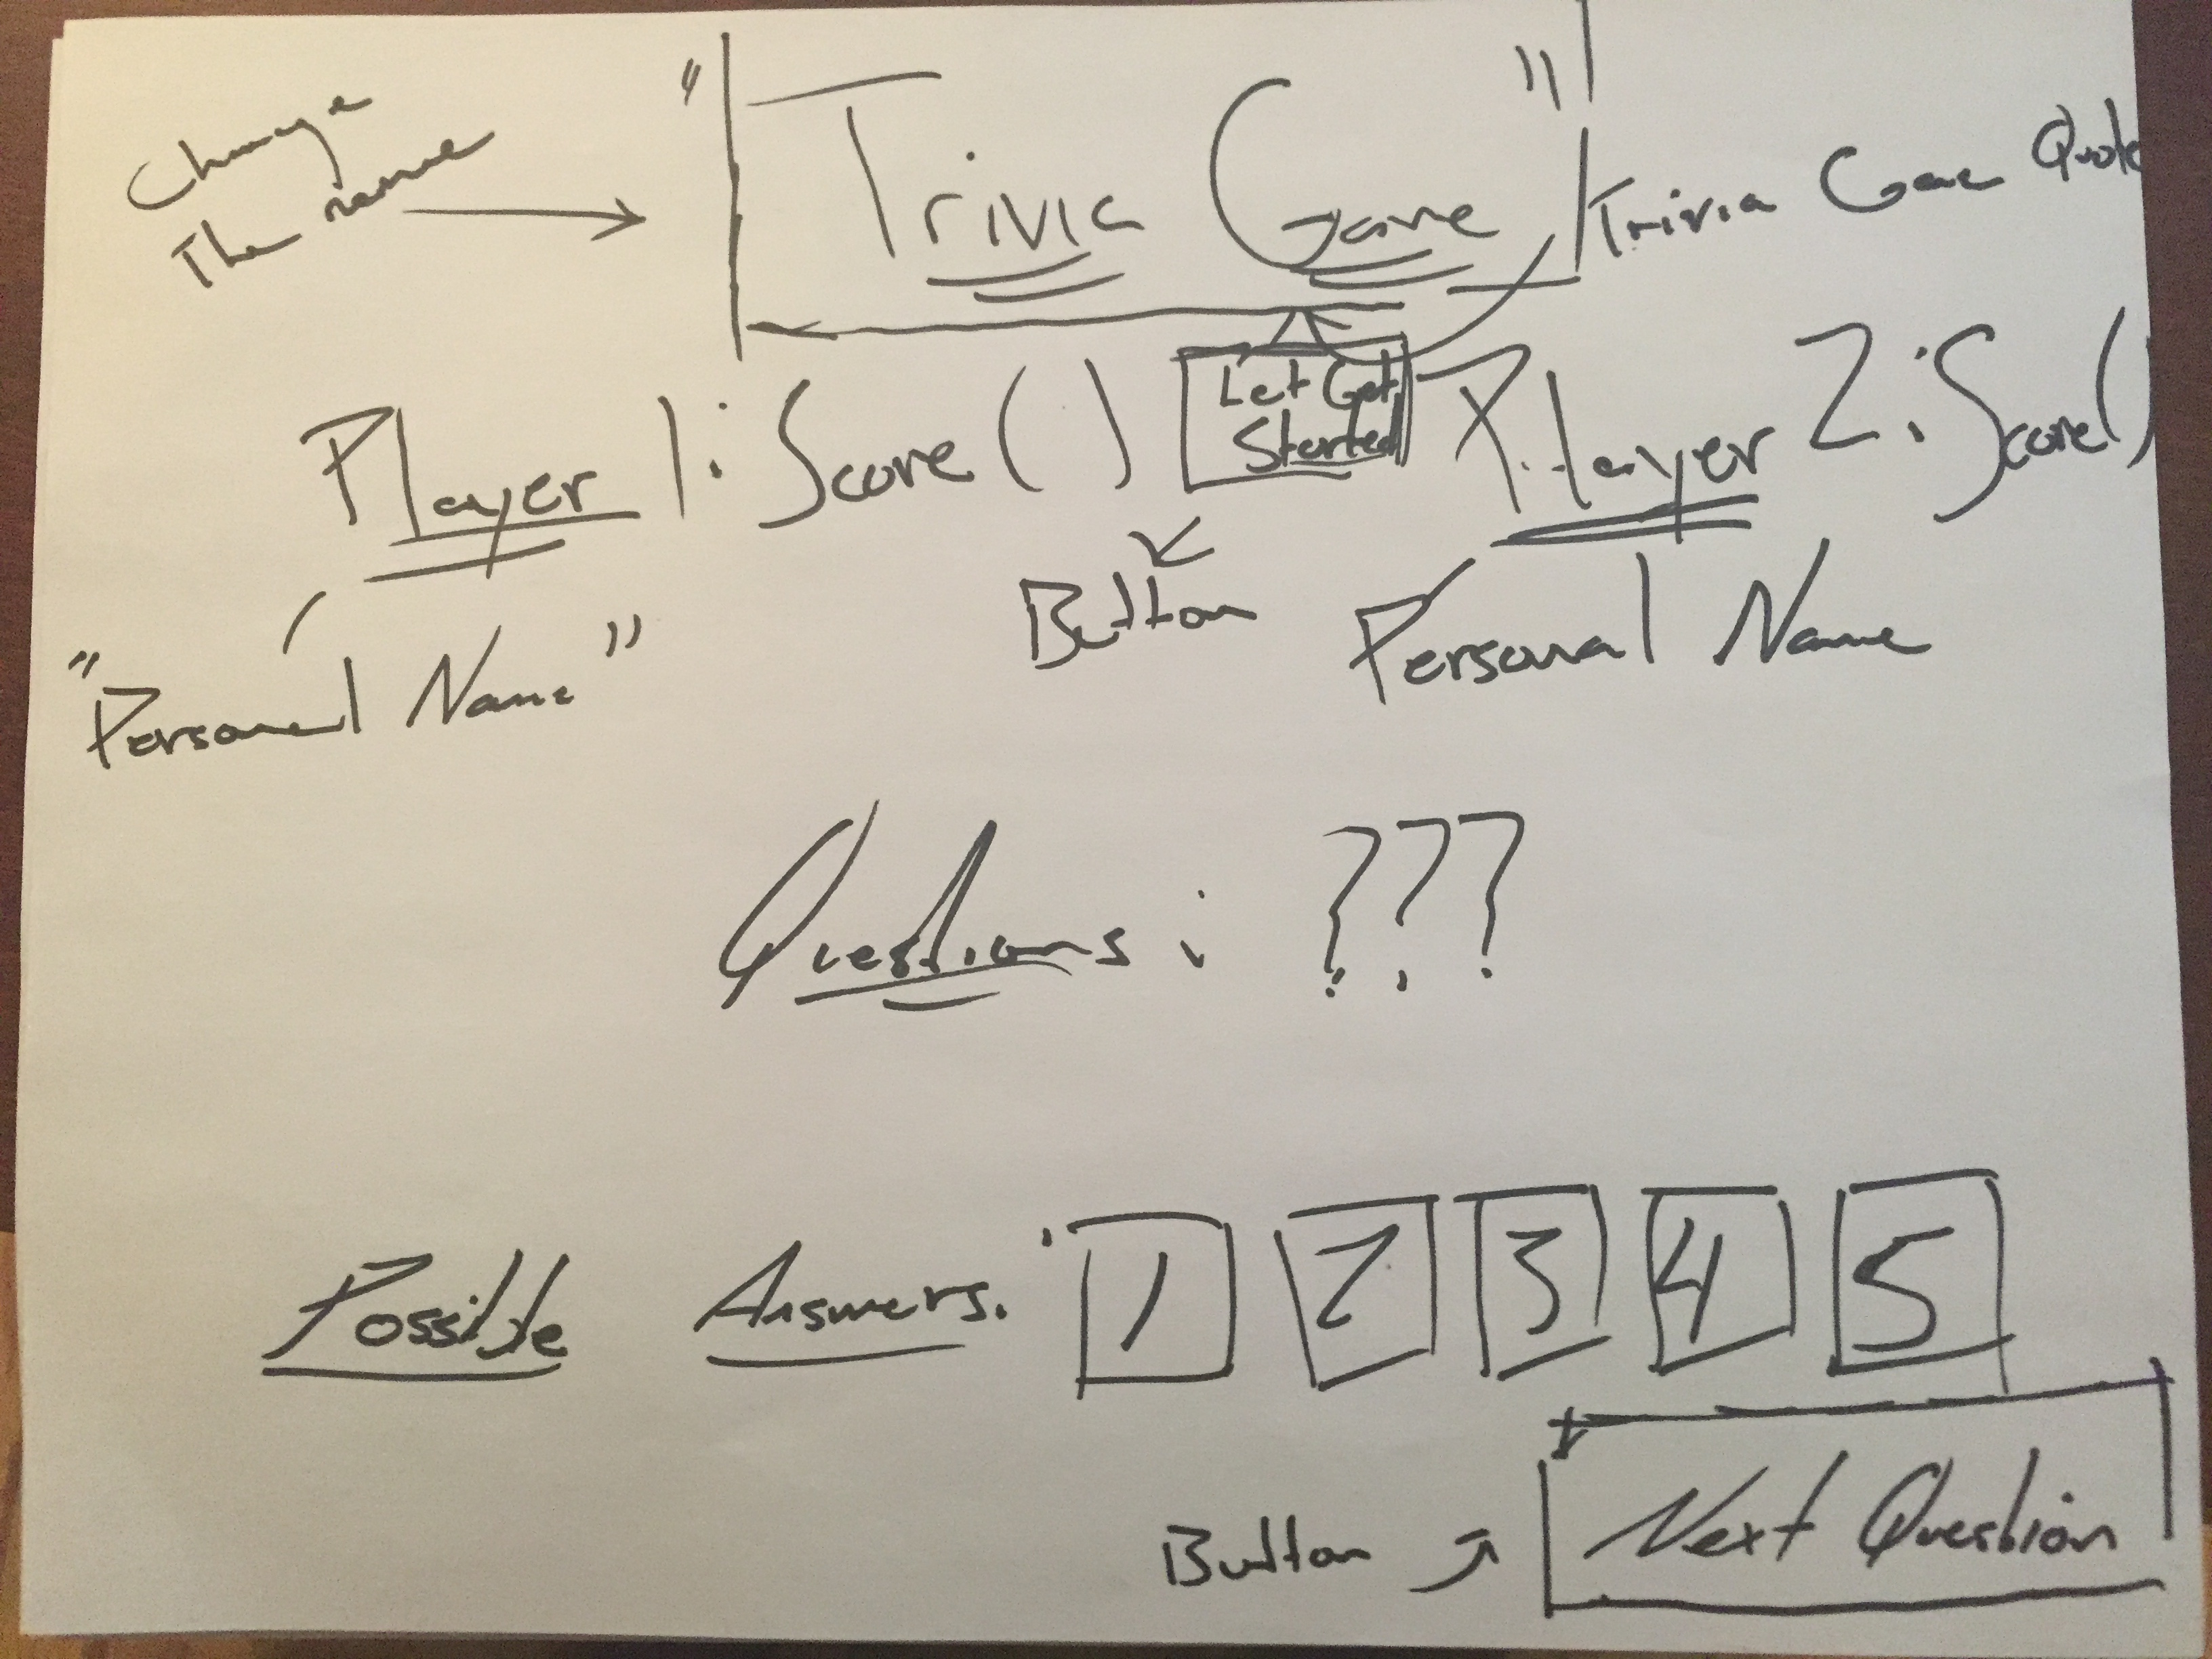 Change
The name
"Trivia Game"
Trivia Game Quote
Player 1: Score ( )
Let Get
Started
Player 2: Score( )
"Personal Name"
Button
Personal Name
Questions: ???
Possible Answers: 1 2 3 4 5
Button
Next Question